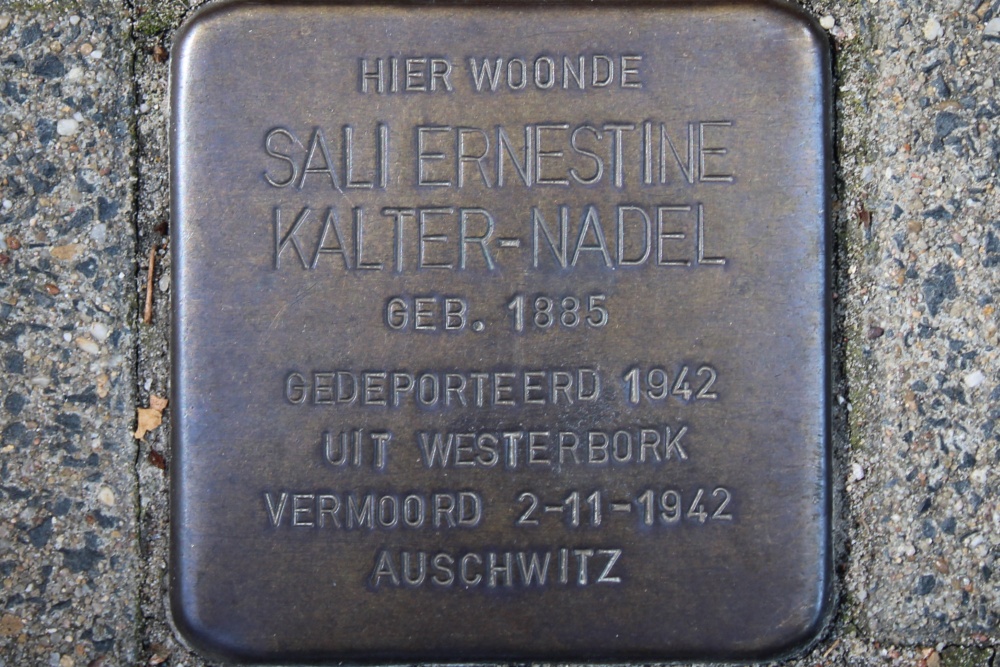 HIER WOONDE
SALI ERNESTINE
KALTER-NADEL
GEB. 1885
GEDEPORTEERD 1942
UIT WESTERBORK
VERMOORD 2-11-1942
AUSCHWITZ